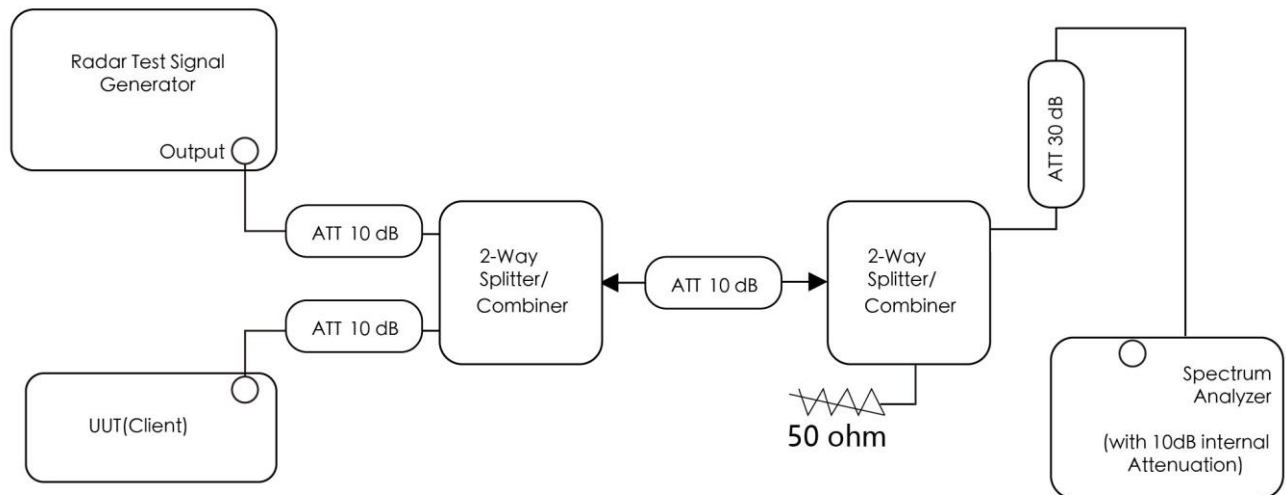 Radar Test Signal
Generator
Output
ATT 10 dB
2-Way
Splitter/
Combiner
ATT 10 dB
UUT(Client)
ATT 10 dB
2-Way
Splitter/
Combiner
50 ohm
ATT 30 dB
Spectrum
Analyzer
(with 10dB internal
Attenuation)